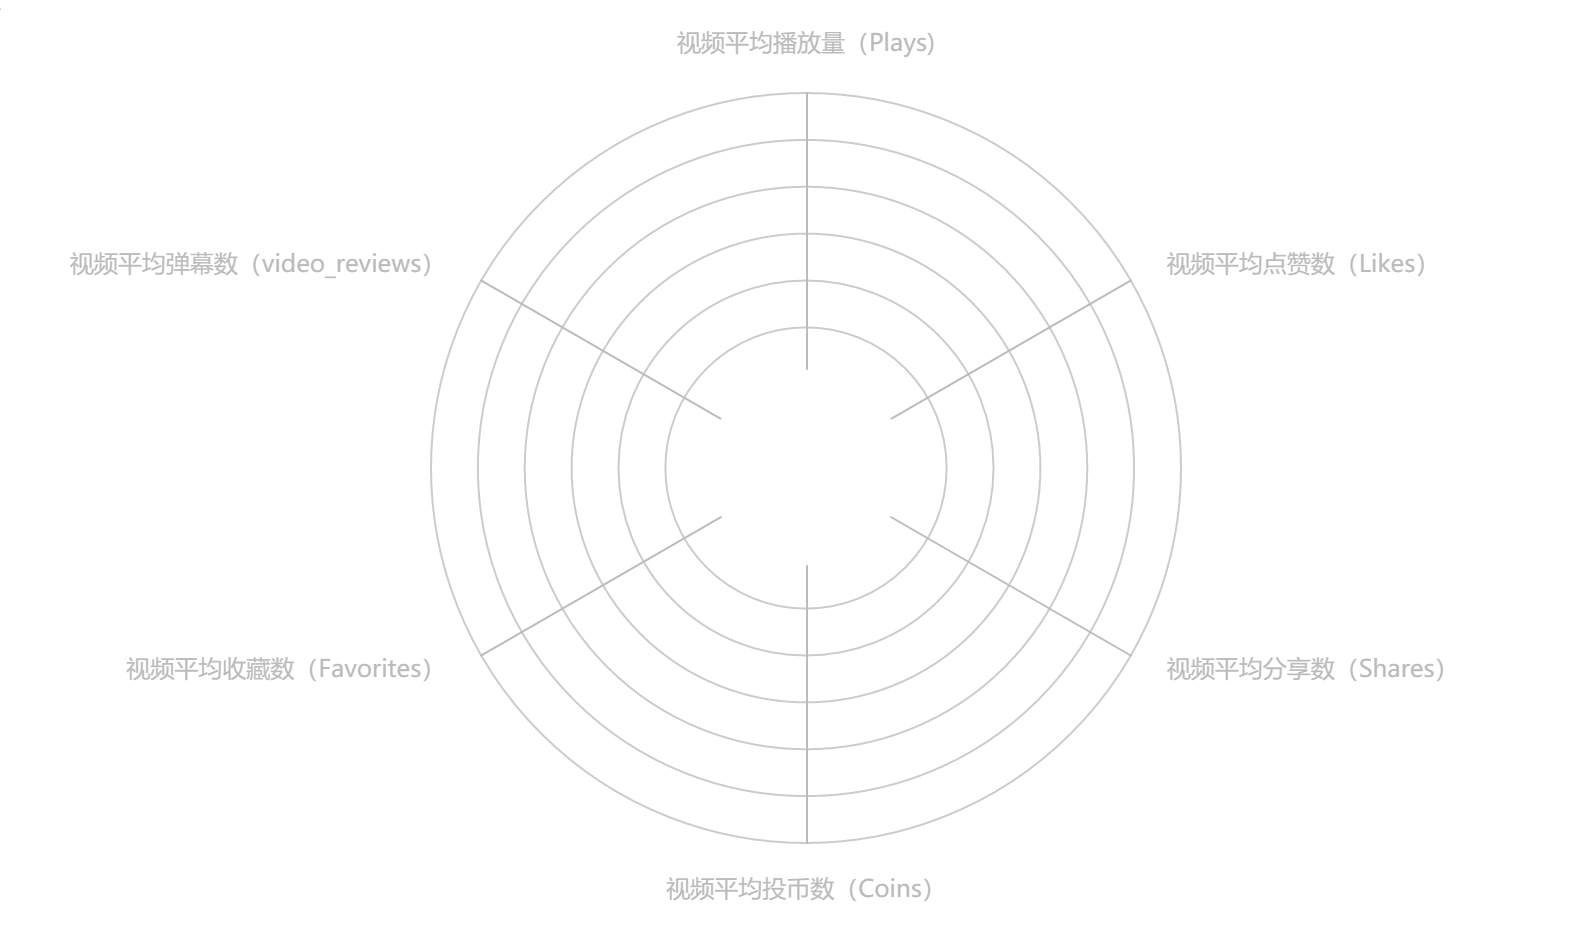 视频平均播放量（Plays)
视频平均弹幕数（video_reviews）
视频平均点赞数（Likes）
视频平均收藏数（Favorites）
视频平均分享数（Shares）
视频平均投币数（Coins）